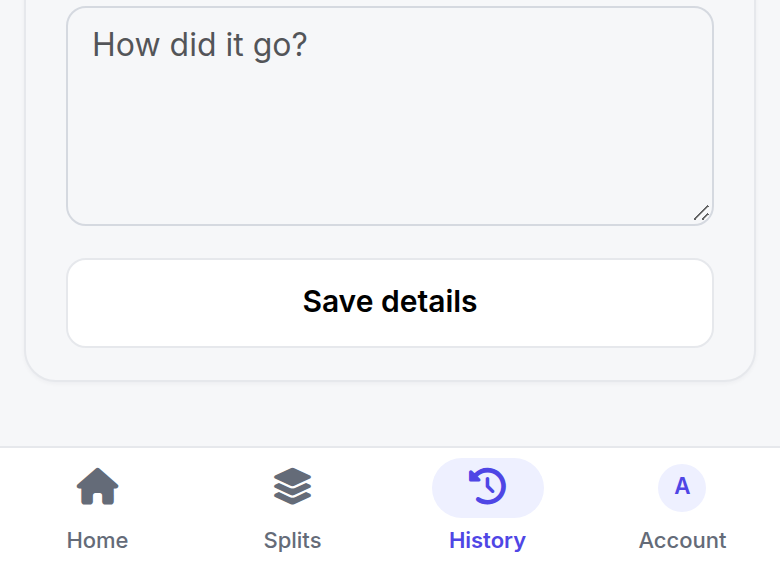 How did it go?
Save details
A
Home
Splits
History
Account